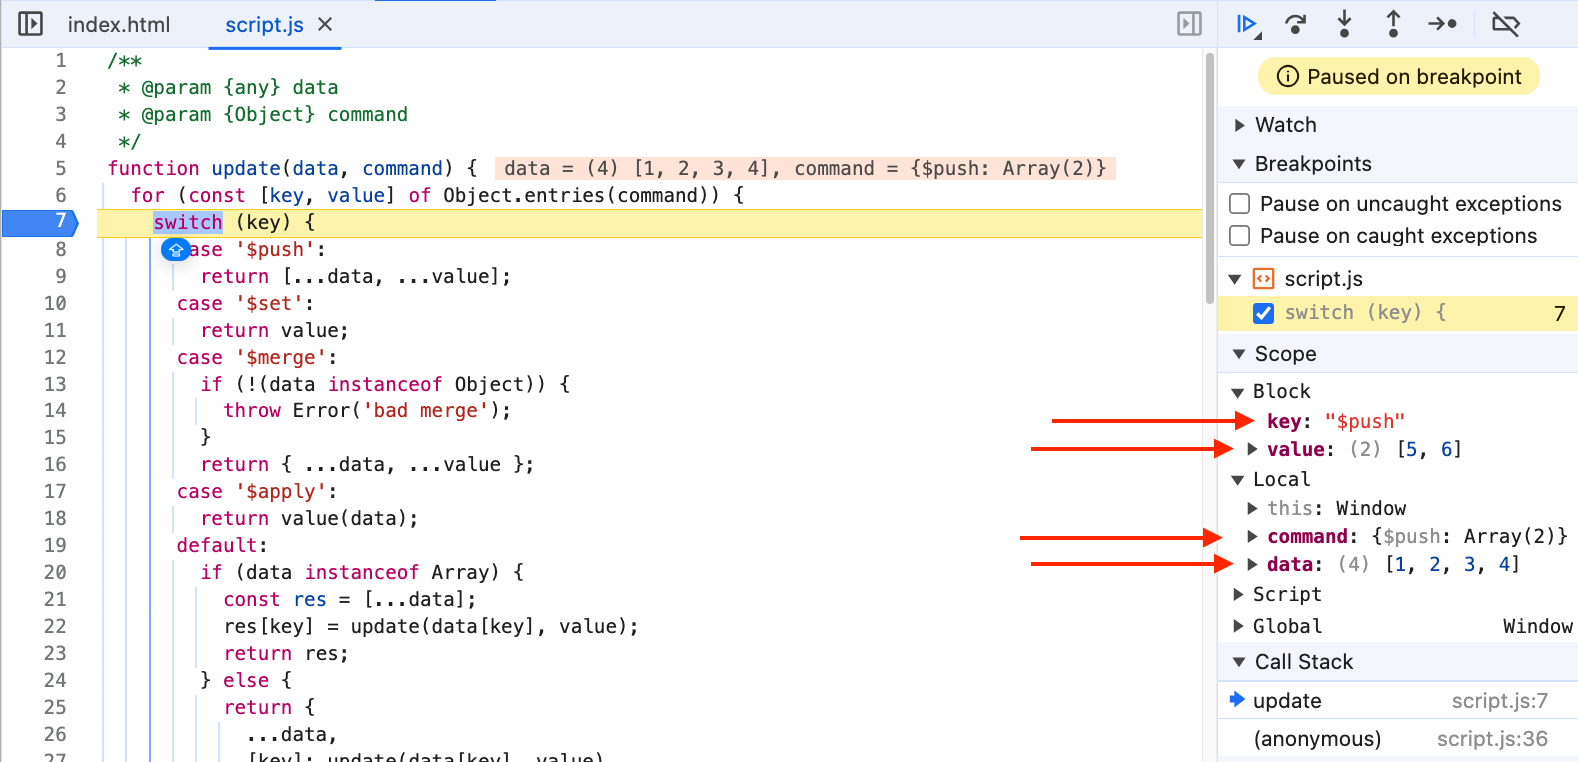 index.html
script.js
1 /**
2  * @param {any} data
3  * @param {Object} command
4  */
5 function update(data, command) { data = (4) [1, 2, 3, 4], command = {$push: Array(2)}
6   for (const [key, value] of Object.entries(command)) {
7     switch (key) {
8       ase '$push':
9         return [...data, ...value];
10       case '$set':
11         return value;
12       case '$merge':
13         if (!(data instanceof Object)) {
14           throw Error('bad merge');
15         }
16         return { ...data, ...value };
17       case '$apply':
18         return value(data);
19       default:
20         if (data instanceof Array) {
21           const res = [...data];
22           res[key] = update(data[key], value);
23           return res;
24         } else {
25           return {
26             ...data,
27             [key]: update(data[key], value)
Paused on breakpoint
Watch
Breakpoints
Pause on uncaught exceptions
Pause on caught exceptions
script.js
switch (key) { 7
Scope
Block
key: "$push"
value: (2) [5, 6]
Local
this: Window
command: {$push: Array(2)}
data: (4) [1, 2, 3, 4]
Script
Global Window
Call Stack
update script.js:7
(anonymous) script.js:36